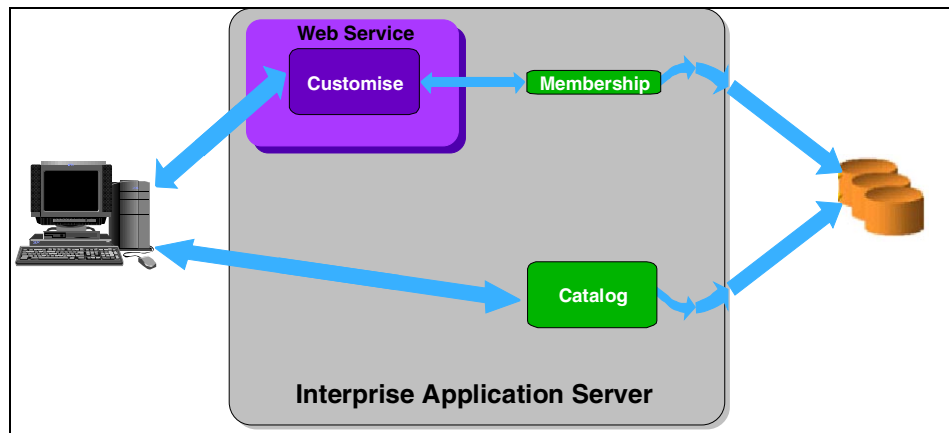 Web Service
Customise
Membership
Catalog
Interprise Application Server